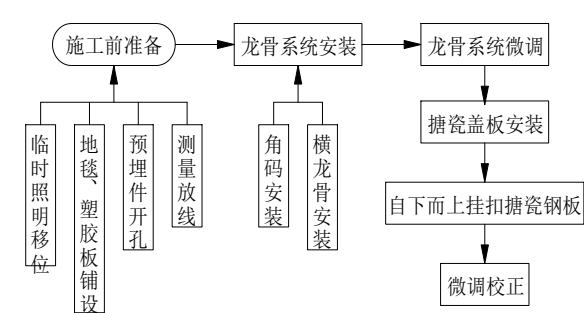 施工前准备
龙骨系统安装
龙骨系统微调
搪瓷盖板安装
自下而上挂扣搪瓷钢板
微调校正
临时照明移位
地毯、塑胶板铺设
预埋件开孔
测量放线
角码安装
横龙骨安装